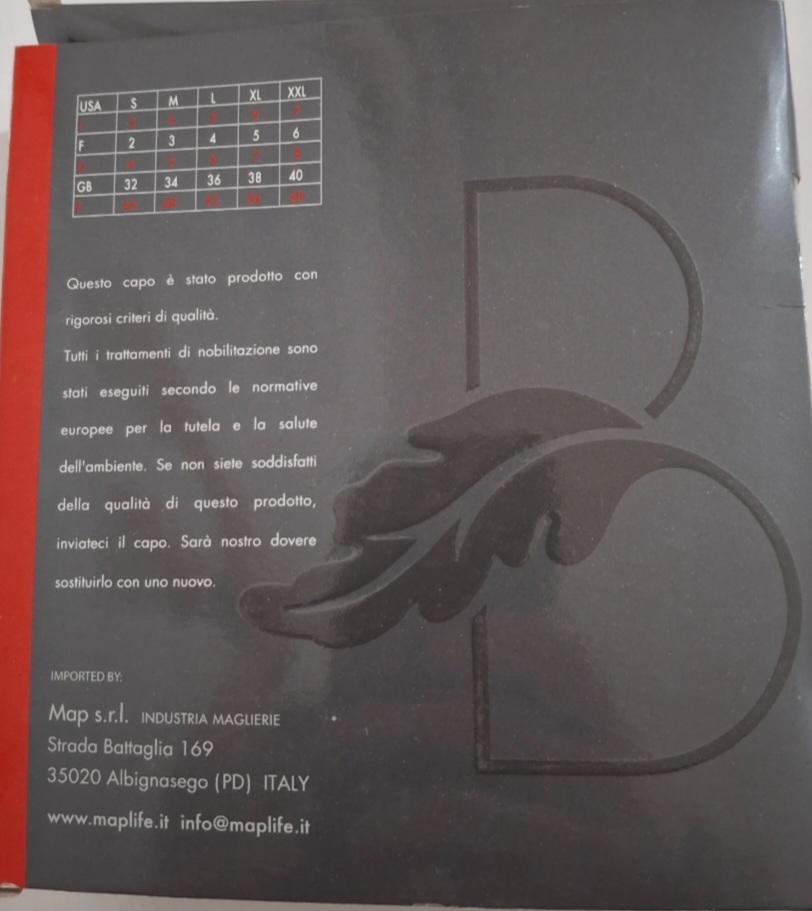 USA S M L XL XXL
F 2 3 4 5 6
GB 32 34 36 38 40
Questo capo è stato prodotto con
rigorosi criteri di qualità.
Tutti i trattamenti di nobilitazione sono
stati eseguiti secondo le normative
europee per la tutela e la salute
dell'ambiente. Se non siete soddisfatti
della qualità di questo prodotto,
inviateci il capo. Sarà nostro dovere
sostituirlo con uno nuovo.
IMPORTED BY:
Map s.r.l. INDUSTRIA MAGLIERIE
Strada Battaglia 169
35020 Albignasego (PD) ITALY
www.maplife.it info@maplife.it